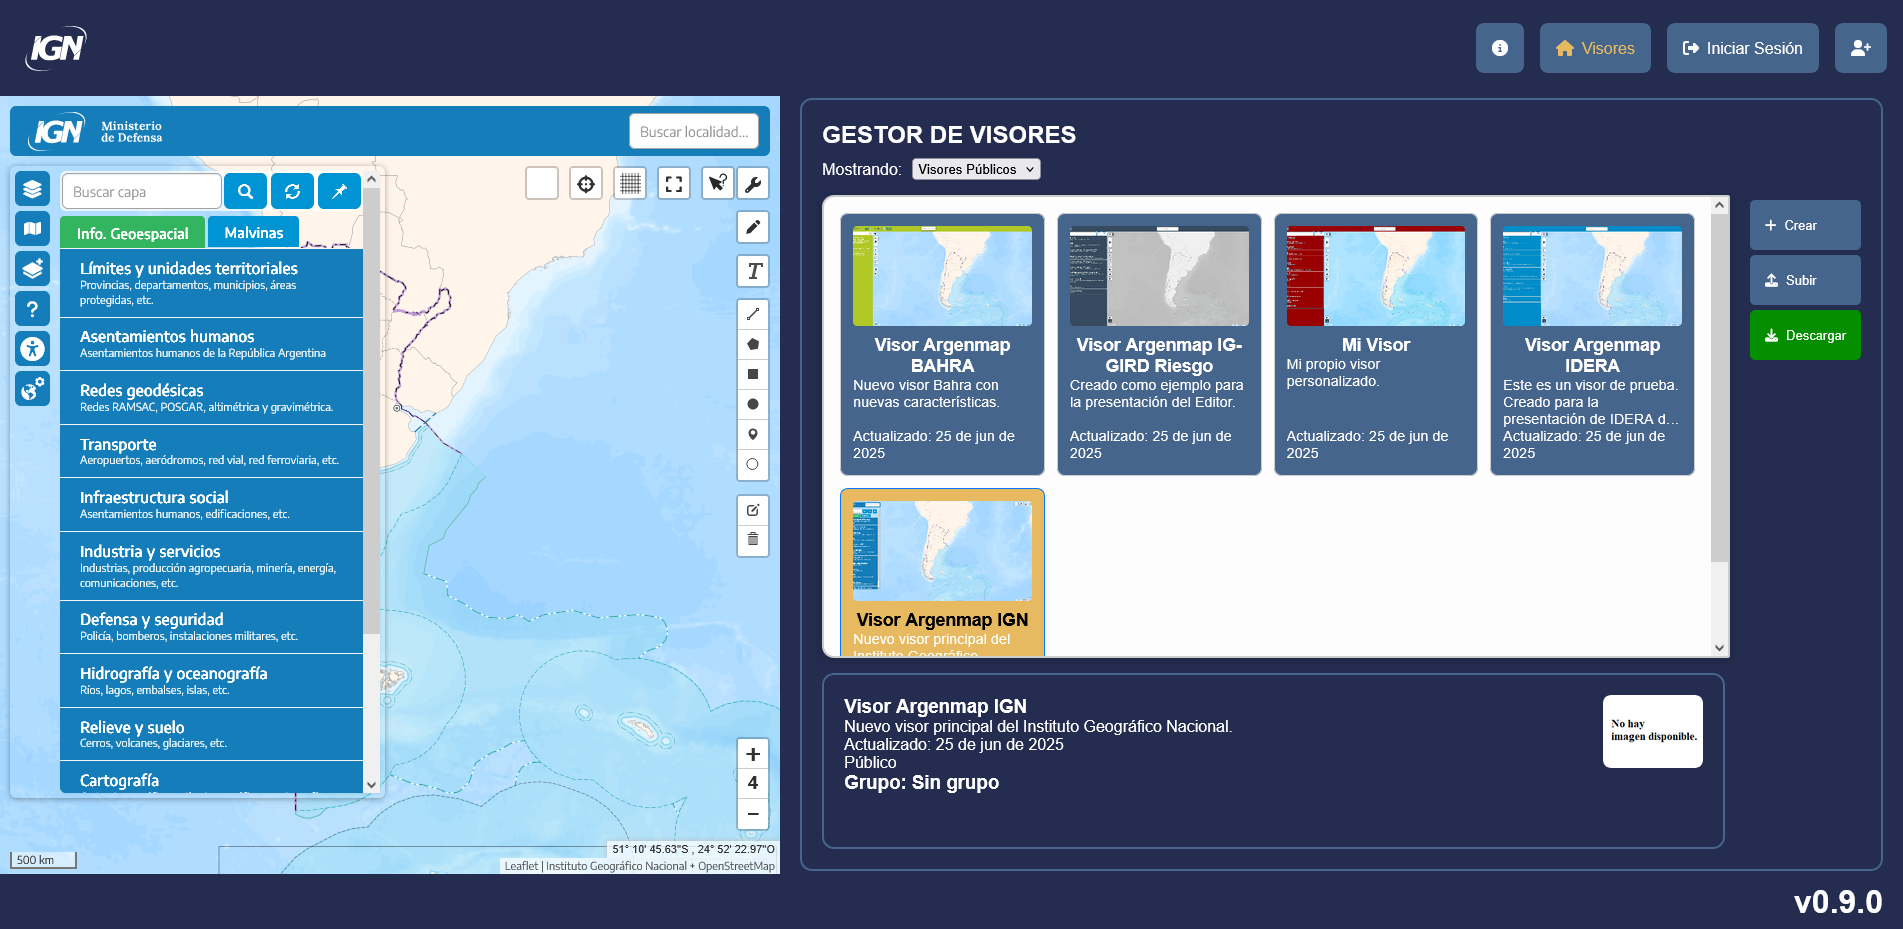 IGN
Visores
Iniciar Sesión
IGN
Ministerio
de Defensa
Buscar localidad...
Buscar capa
Info. Geoespacial
Malvinas
Límites y unidades territoriales
Provincias, departamentos, municipios, áreas
protegidas, etc.
Asentamientos humanos
Asentamientos humanos de la República Argentina
Redes geodésicas
Redes RAMSAC, POSGAR, altimétrica y gravimétrica.
Transporte
Aeropuertos, aeródromos, red vial, red ferroviaria, etc.
Infraestructura social
Asentamientos humanos, edificaciones, etc.
Industria y servicios
Industrias, producción agropecuaria, minería, energía,
comunicaciones, etc.
Defensa y seguridad
Policía, bomberos, instalaciones militares, etc.
Hidrografía y oceanografía
Ríos, lagos, embalses, islas, etc.
Relieve y suelo
Cerros, volcanes, glaciares, etc.
Cartografía
T
+
4
−
500 km
51° 10' 45.63"S , 24° 52' 22.97"O
Leaflet | Instituto Geográfico Nacional + OpenStreetMap
GESTOR DE VISORES
Mostrando: Visores Públicos
Visor Argenmap
BAHRA
Nuevo visor Bahra con
nuevas características.
Actualizado: 25 de jun de
2025
Visor Argenmap IG-
GIRD Riesgo
Creado como ejemplo para
la presentación del Editor.
Actualizado: 25 de jun de
2025
Mi Visor
Mi propio visor
personalizado.
Actualizado: 25 de jun de
2025
Visor Argenmap
IDERA
Este es un visor de prueba.
Creado para la
presentación de IDERA d...
Actualizado: 25 de jun de
2025
Visor Argenmap IGN
Nuevo visor principal del
Instituto Geográfico
Crear
Subir
Descargar
Visor Argenmap IGN
Nuevo visor principal del Instituto Geográfico Nacional.
Actualizado: 25 de jun de 2025
Público
Grupo: Sin grupo
No hay
imagen disponible.
v0.9.0